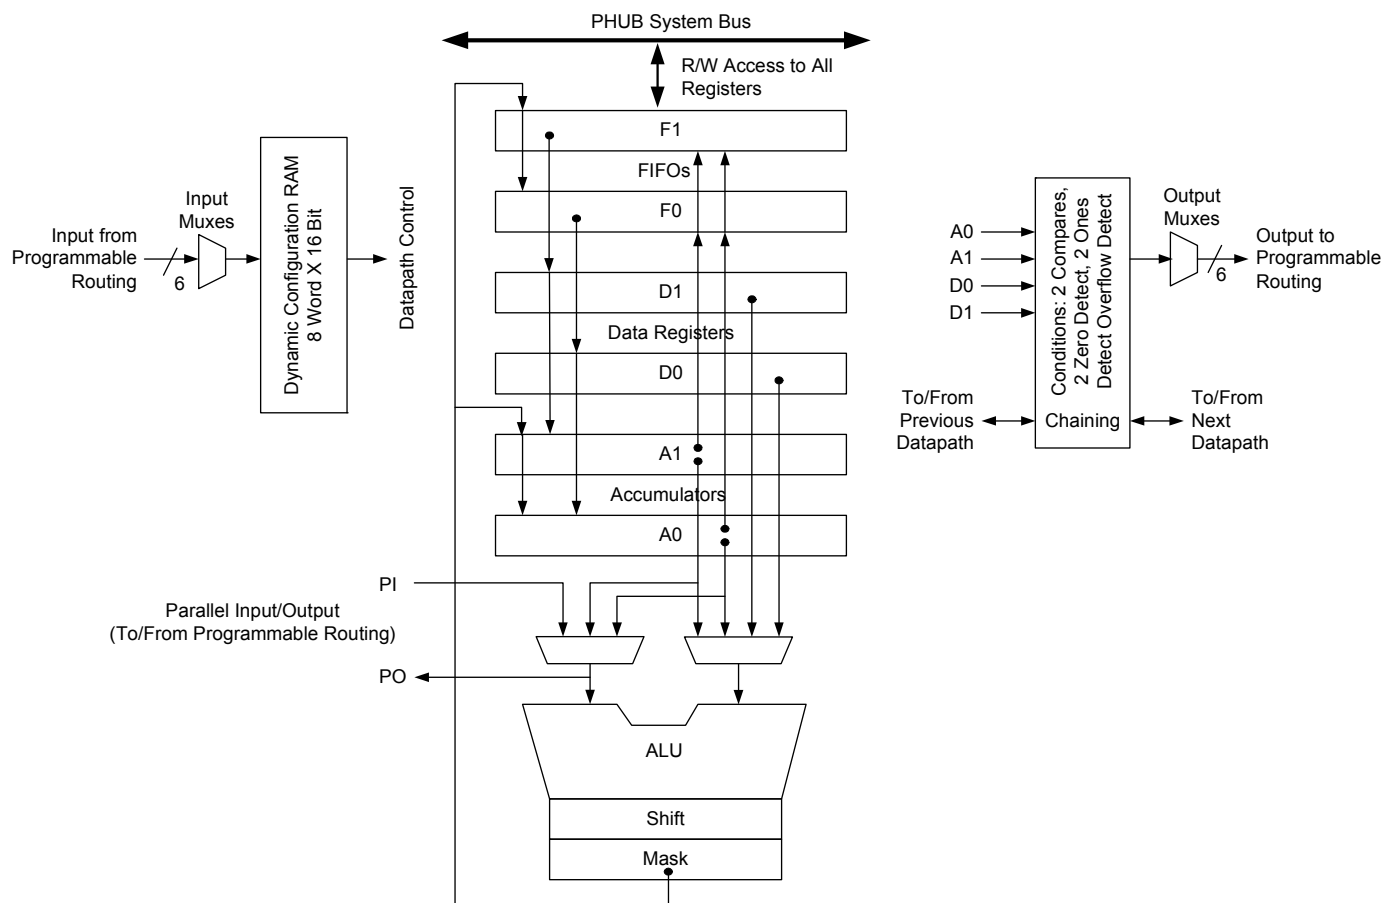 PHUB System Bus
R/W Access to All
Registers
F1
FIFOs
F0
D1
Data Registers
D0
A1
Accumulators
A0
Input from
Programmable
Routing
6
Input
Muxes
Dynamic Configuration RAM
8 Word X 16 Bit
Datapath Control
A0
A1
D0
D1
Conditions: 2 Compares,
2 Zero Detect, 2 Ones
Detect Overflow Detect
Chaining
Output
Muxes
6
Output to
Programmable
Routing
To/From
Previous
Datapath
To/From
Next
Datapath
PI
Parallel Input/Output
(To/From Programmable Routing)
PO
ALU
Shift
Mask